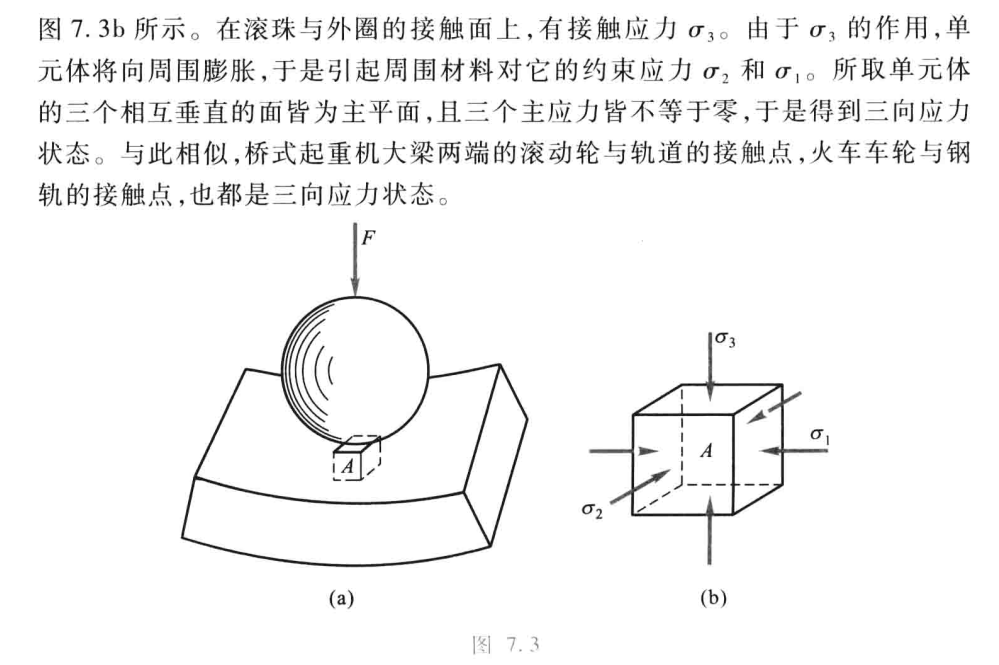 图 7.3b 所示。在滚珠与外圈的接触面上,有接触应力 σ₃。由于 σ₃ 的作用,单
元体将向周围膨胀,于是引起周围材料对它的约束应力 σ₂ 和 σ₁。所取单元体
的三个相互垂直的面皆为主平面,且三个主应力皆不等于零,于是得到三向应力
状态。与此相似,桥式起重机大梁两端的滚动轮与轨道的接触点,火车车轮与钢
轨的接触点,也都是三向应力状态。
F
A
σ₃
A
σ₁
σ₂
(a)
(b)
图 7.3